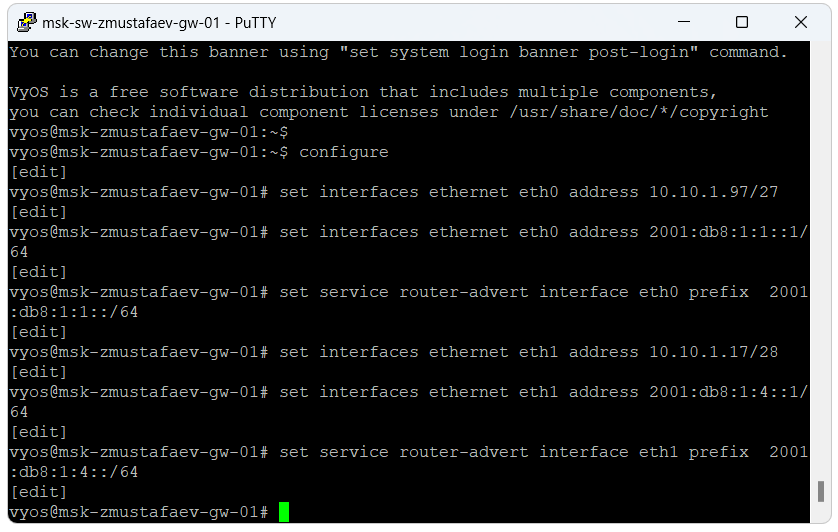 msk-sw-zmustafaev-gw-01 - PuTTY
You can change this banner using "set system login banner post-login" command.
VyOS is a free software distribution that includes multiple components,
you can check individual component licenses under /usr/share/doc/*/copyright
vyos@msk-zmustafaev-gw-01:~$
vyos@msk-zmustafaev-gw-01:~$ configure
[edit]
vyos@msk-zmustafaev-gw-01# set interfaces ethernet eth0 address 10.10.1.97/27
[edit]
vyos@msk-zmustafaev-gw-01# set interfaces ethernet eth0 address 2001:db8:1:1::1/
64
[edit]
vyos@msk-zmustafaev-gw-01# set service router-advert interface eth0 prefix  2001
:db8:1:1::/64
[edit]
vyos@msk-zmustafaev-gw-01# set interfaces ethernet eth1 address 10.10.1.17/28
[edit]
vyos@msk-zmustafaev-gw-01# set interfaces ethernet eth1 address 2001:db8:1:4::1/
64
[edit]
vyos@msk-zmustafaev-gw-01# set service router-advert interface eth1 prefix  2001
:db8:1:4::/64
[edit]
vyos@msk-zmustafaev-gw-01#